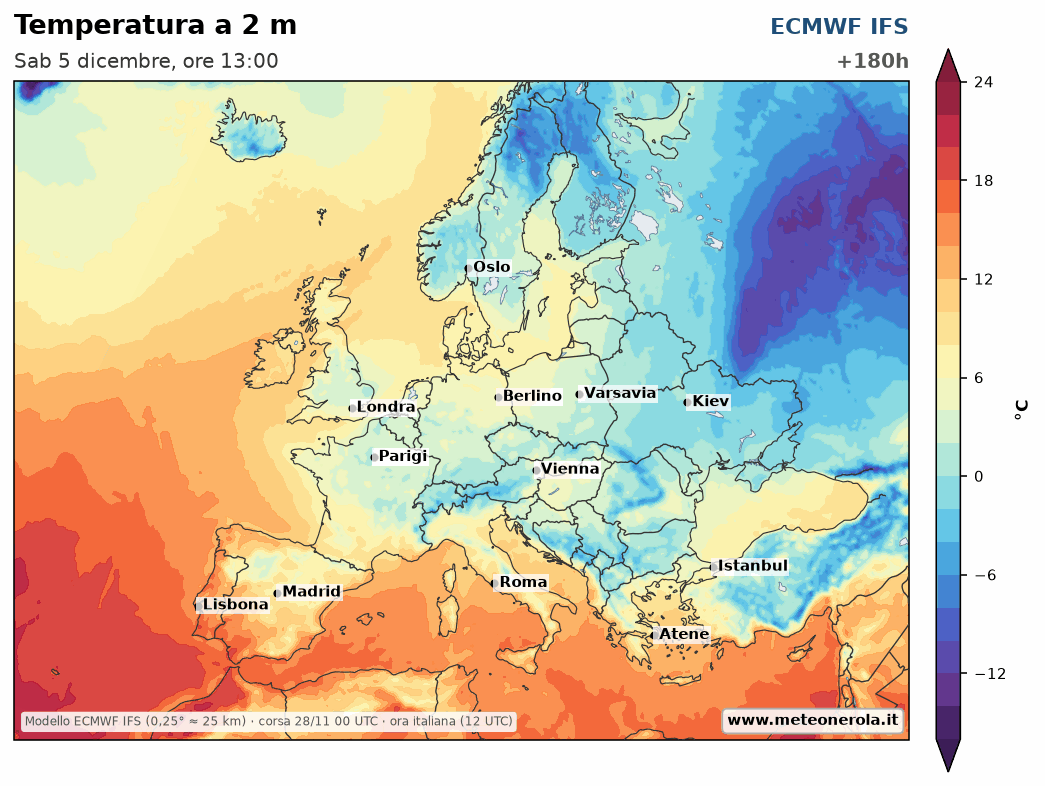 Temperatura a 2 m
ECMWF IFS
Sab 5 dicembre, ore 13:00
+180h
24
18
12
6
0
−6
−12
°C
Oslo
Berlino
Varsavia
Kiev
Londra
Parigi
Vienna
Istanbul
Roma
Madrid
Lisbona
Atene
Modello ECMWF IFS (0,25° ≈ 25 km) · corsa 28/11 00 UTC · ora italiana (12 UTC)
www.meteonerola.it